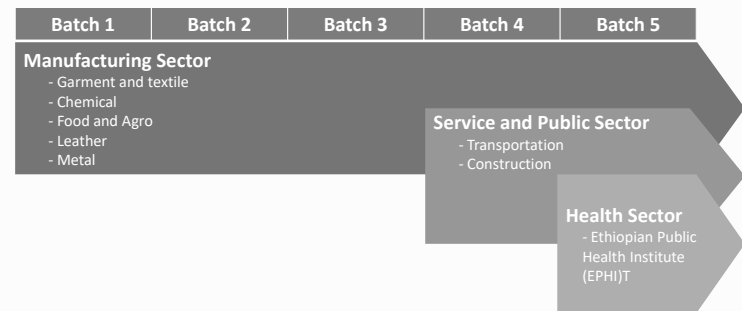 Batch 1 Batch 2 Batch 3 Batch 4 Batch 5
Manufacturing Sector
- Garment and textile
- Chemical
- Food and Agro
- Leather
- Metal
Service and Public Sector
- Transportation
- Construction
Health Sector
- Ethiopian Public
Health Institute
(EPHI)T